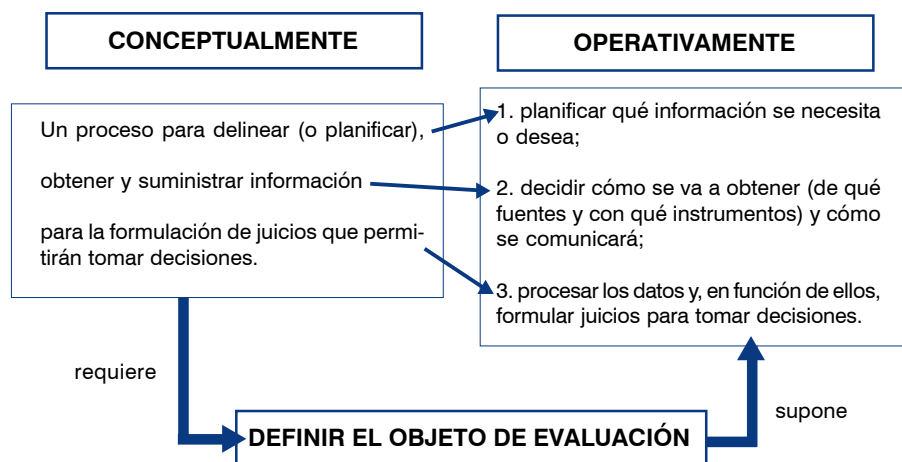 CONCEPTUALMENTE
OPERATIVAMENTE
Un proceso para delinear (o planificar),
obtener y suministrar información
para la formulación de juicios que permi-
tirán tomar decisiones.
1. planificar qué información se necesita
o desea;
2. decidir cómo se va a obtener (de qué
fuentes y con qué instrumentos) y cómo
se comunicará;
3. procesar los datos y, en función de ellos,
formular juicios para tomar decisiones.
requiere
supone
DEFINIR EL OBJETO DE EVALUACIÓN